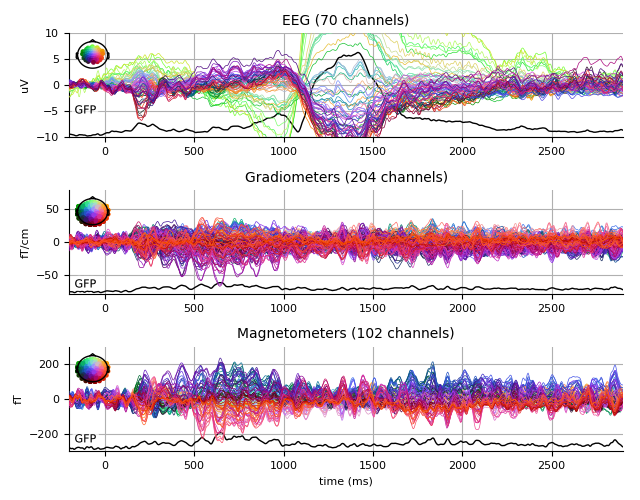 EEG (70 channels)
10
5
0
−5
−10
uV
GFP
0
500
1000
1500
2000
2500
Gradiometers (204 channels)
50
0
−50
fT/cm
GFP
0
500
1000
1500
2000
2500
Magnetometers (102 channels)
200
0
−200
fT
GFP
0
500
1000
1500
2000
2500
time (ms)